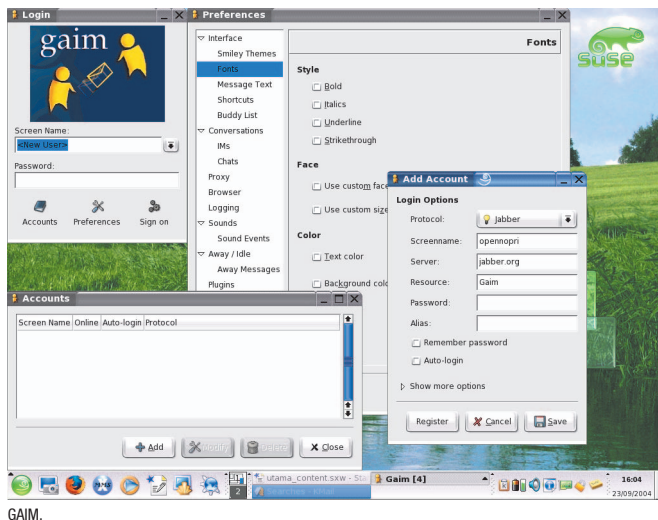 Login
gaim
Screen Name:
<New User>
Password:
Accounts
Preferences
Sign on
Preferences
Interface
Smiley Themes
Fonts
Message Text
Shortcuts
Buddy List
Conversations
IMs
Chats
Proxy
Browser
Logging
Sounds
Sound Events
Away / Idle
Away Messages
Plugins
Fonts
Style
Bold
Italics
Underline
Strikethrough
Face
Use custom face
Use custom size
Color
Text color
Background colo
SuSE
Add Account
Login Options
Protocol:
Jabber
Screenname:
opennopri
Server:
jabber.org
Resource:
Gaim
Password:
Alias:
Remember password
Auto-login
Show more options
Register
Cancel
Save
Accounts
Screen Name
Online
Auto-login
Protocol
Add
Modify
Delete
Close
2
utama_content.sxw - Sta
Gaim [4]
16:04
23/09/2004
GAIM.